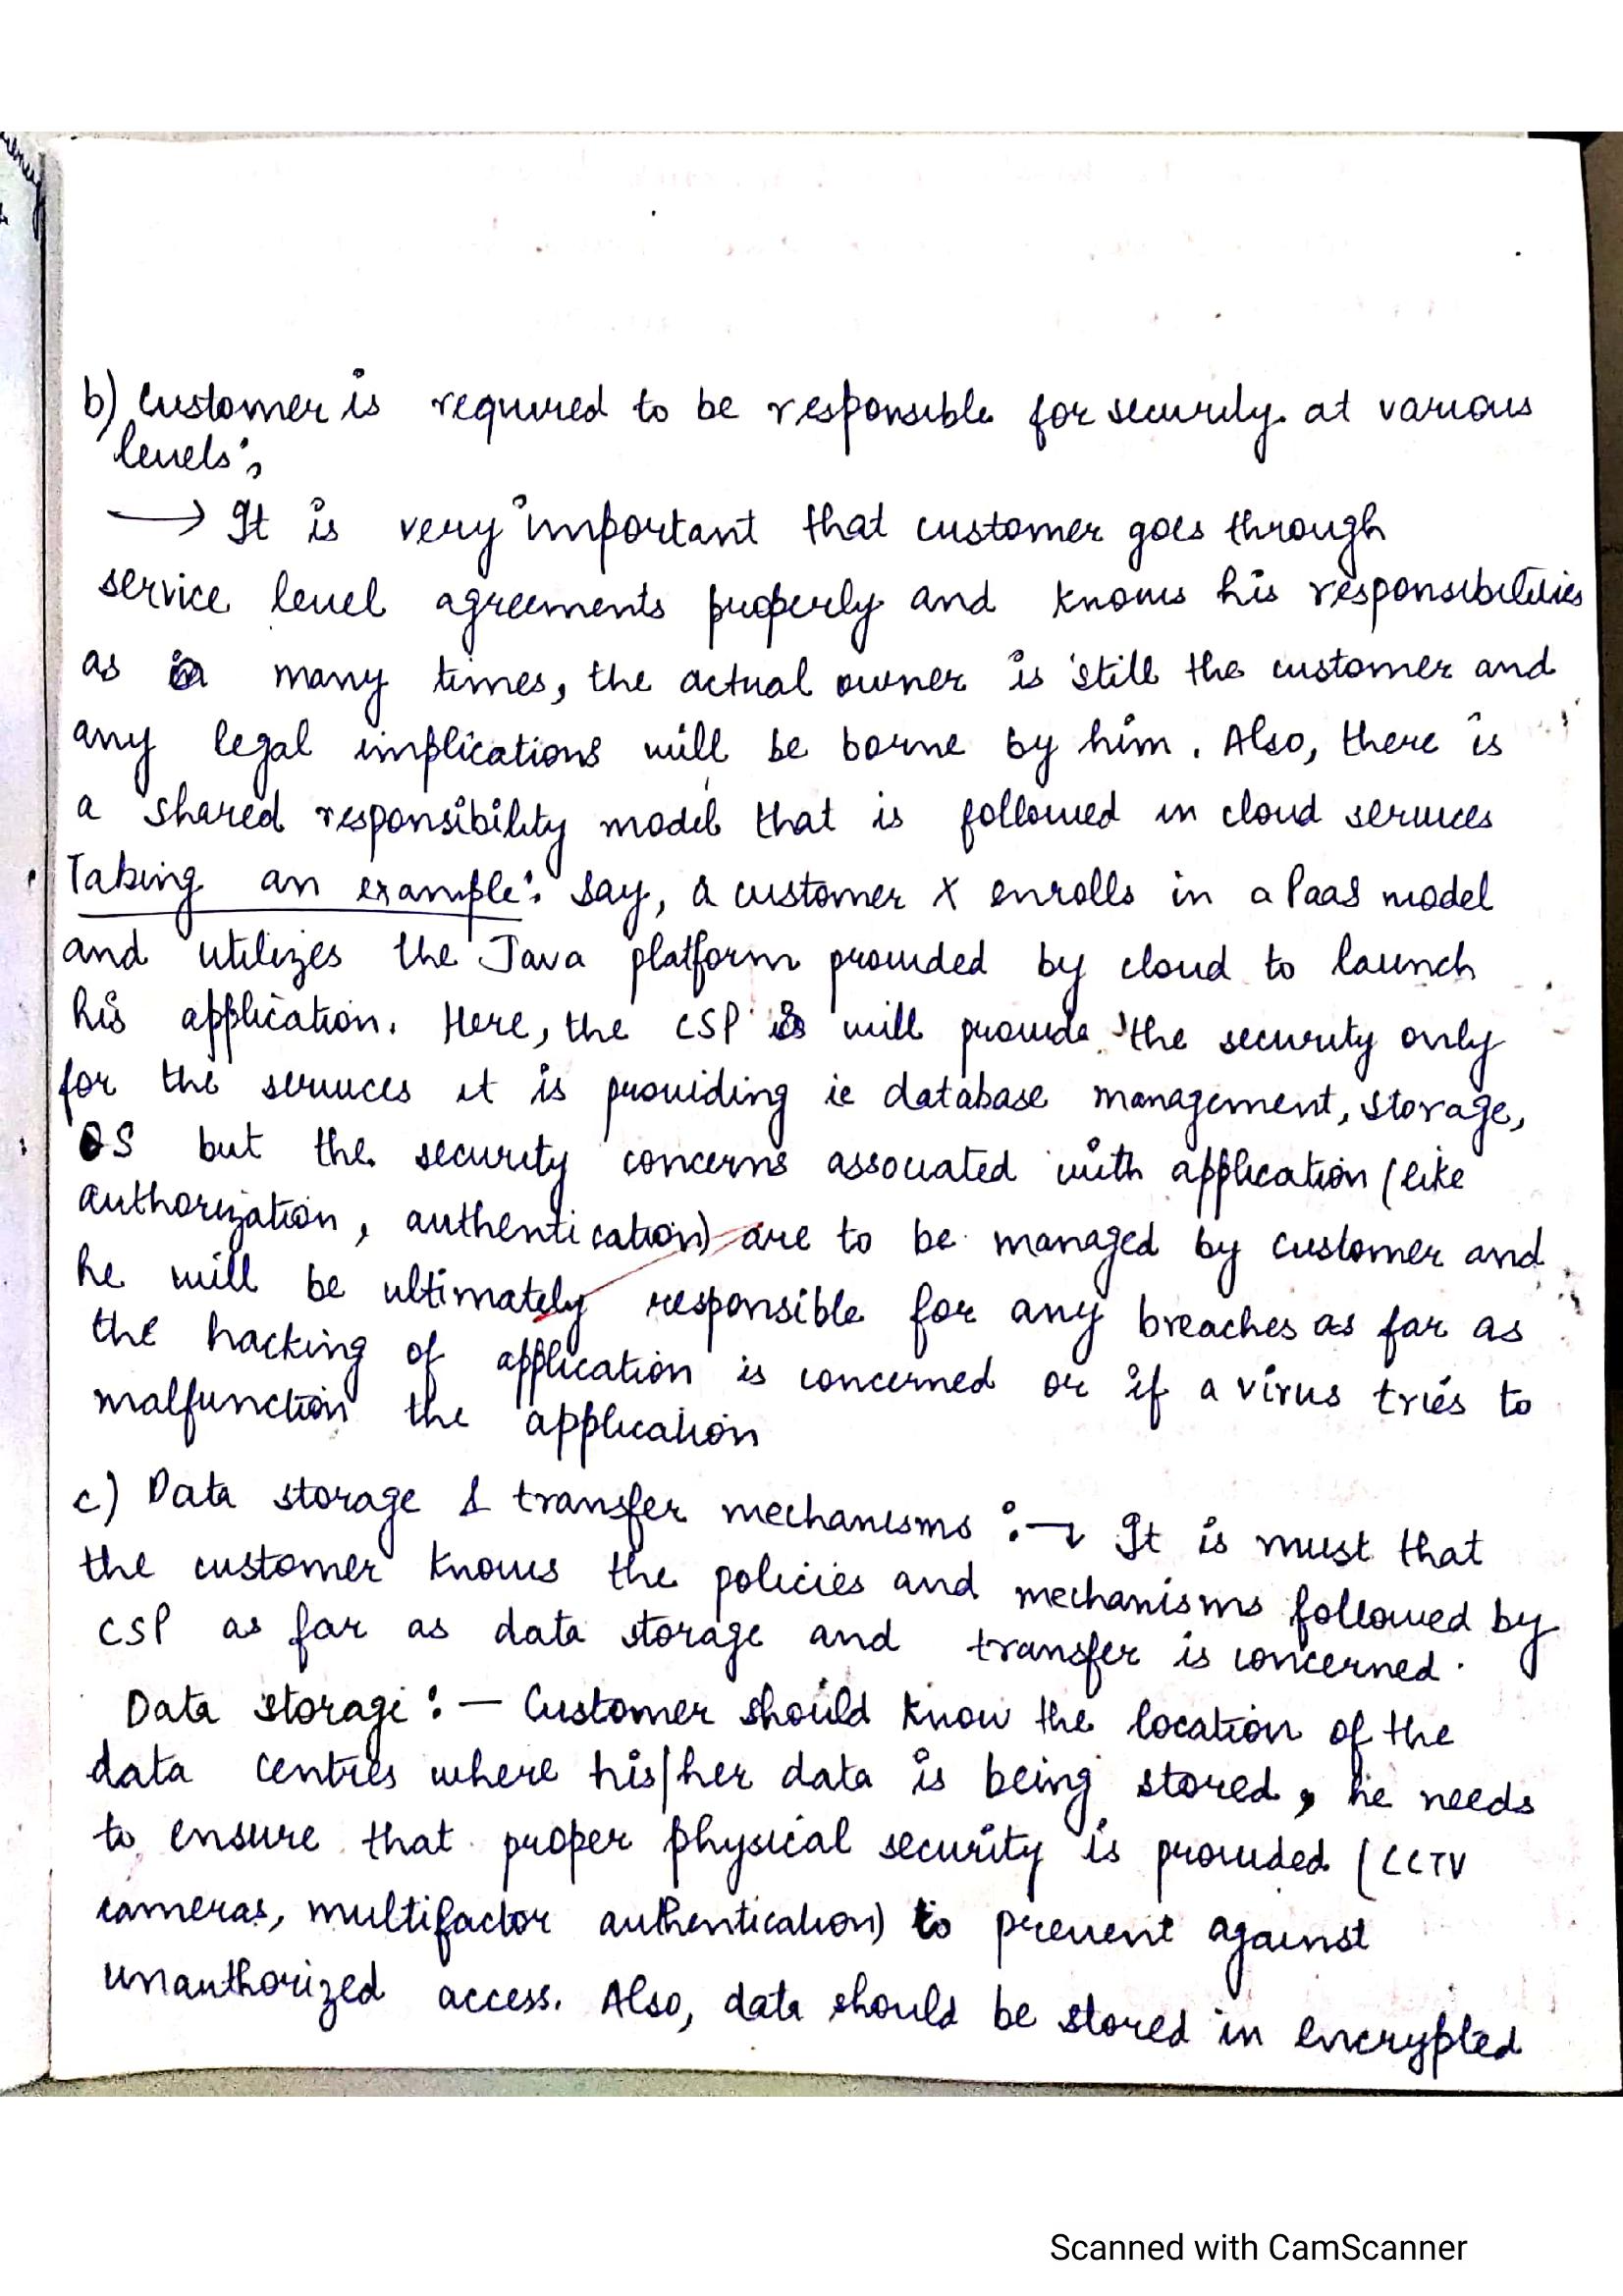 b) Customer is required to be responsible for security at various
levels :
→ It is very important that customer goes through
service level agreements properly and knows his responsibilities
as many times, the actual owner is still the customer and
any legal implications will be borne by him. Also, there is
a shared responsibility model that is followed in cloud services
Taking an example : Say, a customer X enrolls in a PaaS model
and utilizes the Java platform provided by cloud to launch
his application. Here, the CSP will provide the security only
for the services it is providing ie database management, storage,
OS but the security concerns associated with application (like
authorization, authentication) are to be managed by customer and
he will be ultimately responsible for any breaches as far as
the hacking of application is concerned or if a virus tries to
malfunction the application
c) Data storage & transfer mechanisms :→ It is must that
the customer knows the policies and mechanisms followed by
CSP as far as data storage and transfer is concerned.
Data storage :— Customer should know the location of the
data centres where his/her data is being stored, he needs
to ensure that proper physical security is provided (CCTV
cameras, multifactor authentication) to prevent against
unauthorized access. Also, data should be stored in encrypted
Scanned with CamScanner